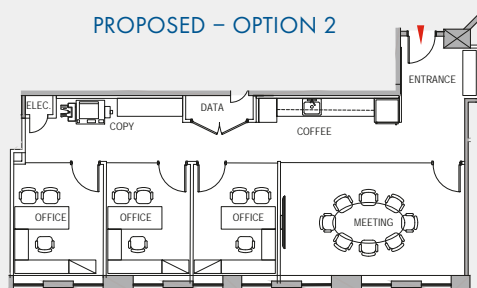 PROPOSED – OPTION 2
ENTRANCE
ELEC.
DATA
COPY
COFFEE
OFFICE
OFFICE
OFFICE
MEETING